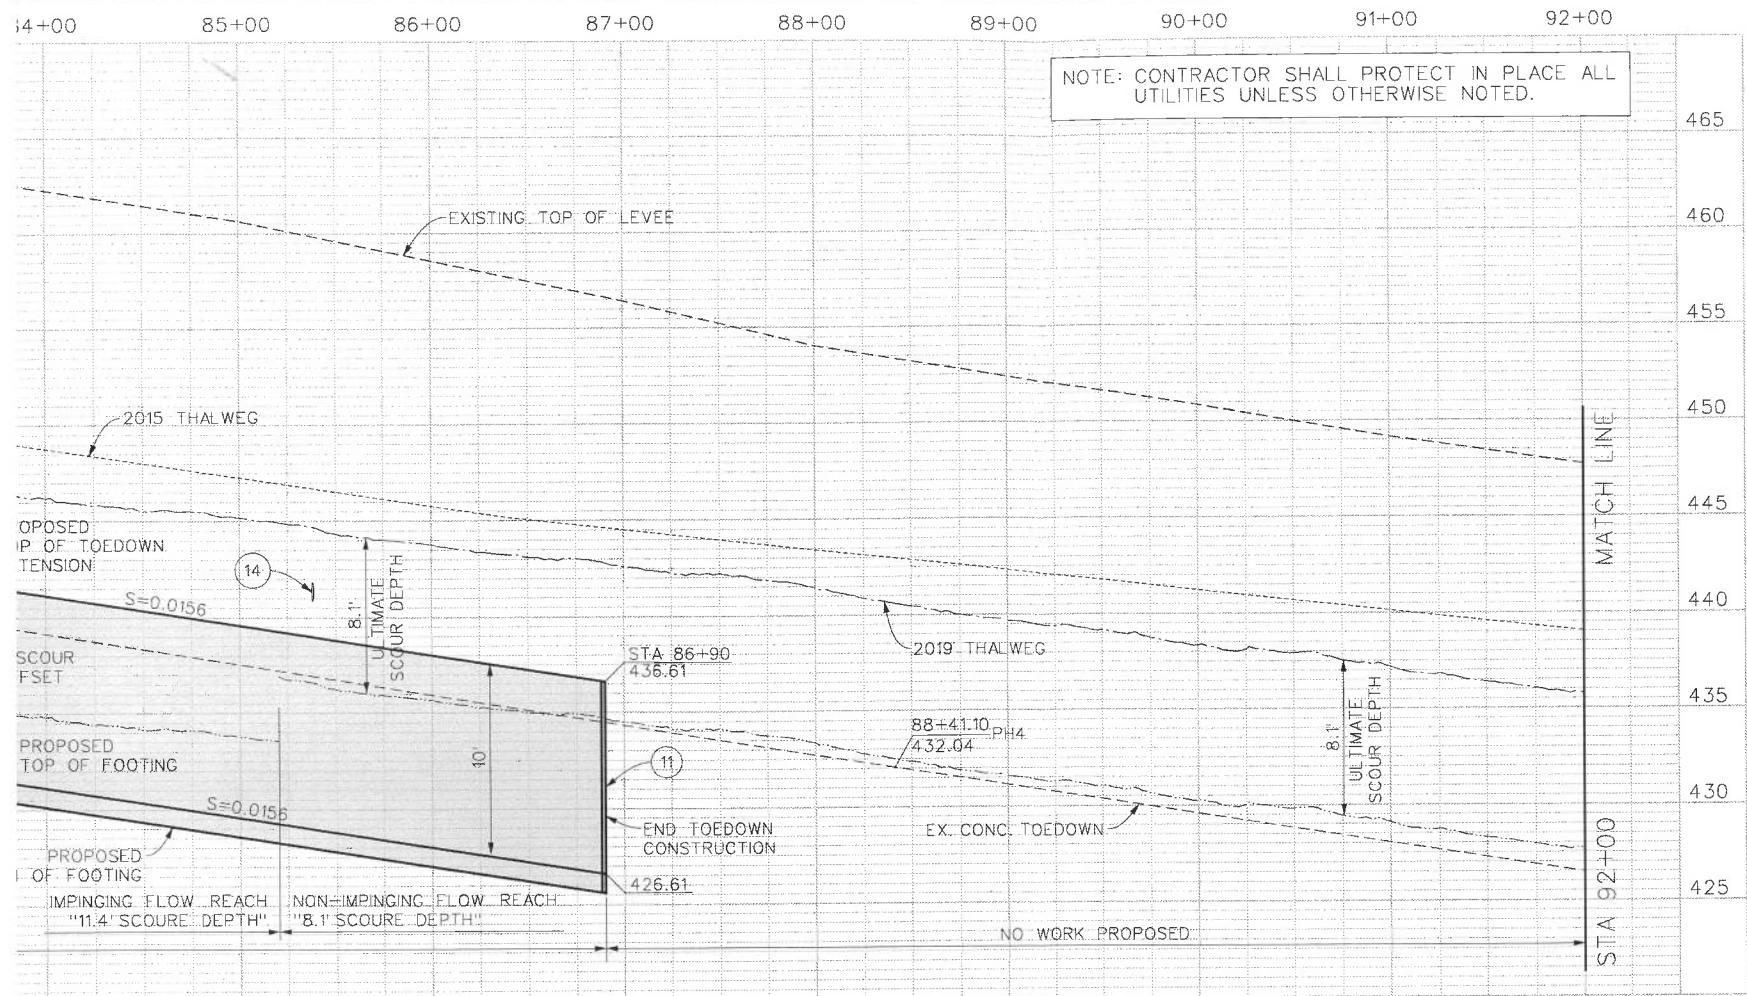 84+00 85+00 86+00 87+00 88+00 89+00 90+00 91+00 92+00
NOTE: CONTRACTOR SHALL PROTECT IN PLACE ALL
UTILITIES UNLESS OTHERWISE NOTED.
465
460
455
450
445
440
435
430
425
EXISTING TOP OF LEVEE
2015 THALWEG
OPOSED
P OF TOEDOWN
TENSION
14
S=0.0156
8.1'
ULTIMATE
SCOUR DEPTH
SCOUR
FSET
STA 86+90
436.61
2019 THALWEG
PROPOSED
TOP OF FOOTING
10'
11
88+41.10
432.04
PH4
8.1'
ULTIMATE
SCOUR DEPTH
S=0.0156
END TOEDOWN
CONSTRUCTION
EX. CONC. TOEDOWN
PROPOSED
OF FOOTING
426.61
IMPINGING FLOW REACH
"11.4' SCOURE DEPTH"
NON-IMPINGING FLOW REACH
"8.1' SCOURE DEPTH"
NO WORK PROPOSED
MATCH LINE
STA 92+00